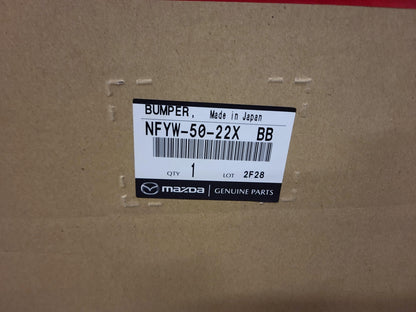 BUMPER, Made in Japan
NFYW-50-22X BB
QTY 1 LOT 2F28
mazda GENUINE PARTS